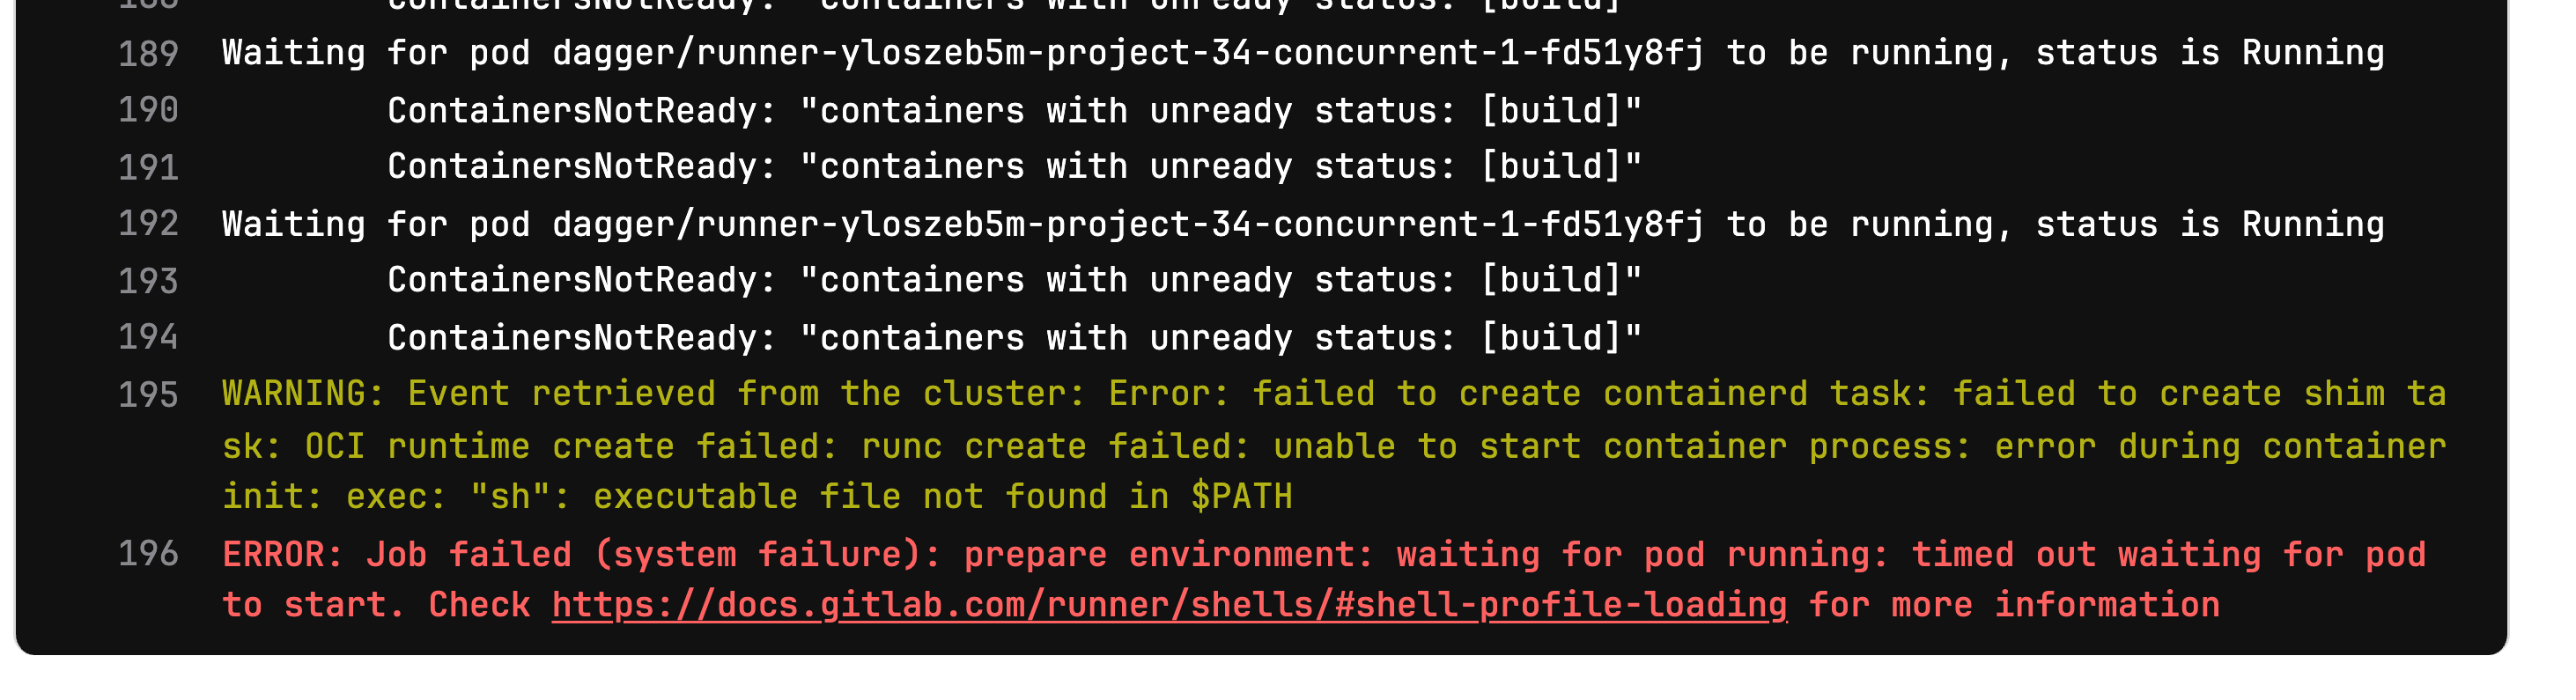 188 ContainersNotReady: "containers with unready status: [build]"
189 Waiting for pod dagger/runner-yloszeb5m-project-34-concurrent-1-fd51y8fj to be running, status is Running
190 ContainersNotReady: "containers with unready status: [build]"
191 ContainersNotReady: "containers with unready status: [build]"
192 Waiting for pod dagger/runner-yloszeb5m-project-34-concurrent-1-fd51y8fj to be running, status is Running
193 ContainersNotReady: "containers with unready status: [build]"
194 ContainersNotReady: "containers with unready status: [build]"
195 WARNING: Event retrieved from the cluster: Error: failed to create containerd task: failed to create shim ta
sk: OCI runtime create failed: runc create failed: unable to start container process: error during container
init: exec: "sh": executable file not found in $PATH
196 ERROR: Job failed (system failure): prepare environment: waiting for pod running: timed out waiting for pod
to start. Check https://docs.gitlab.com/runner/shells/#shell-profile-loading for more information